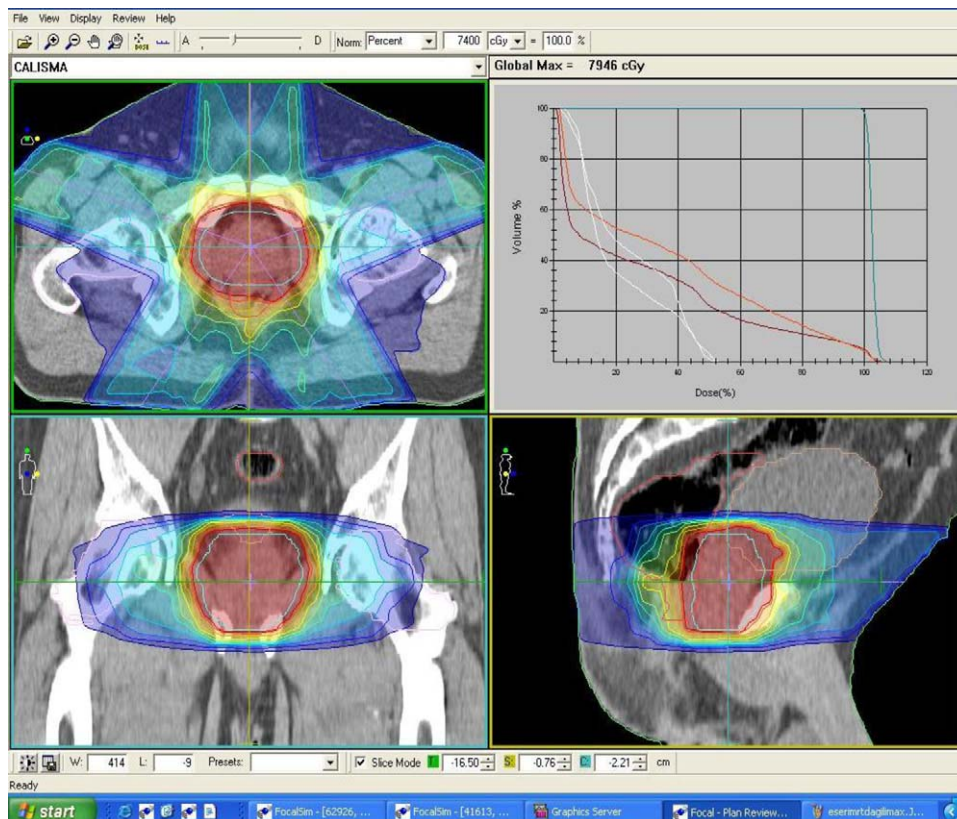 File View Display Review Help
DOSE A D Norm: Percent 7400 cGy = 100.0 %
CALISMA
Global Max = 7946 cGy
100
80
60
40
20
Volume %
20 40 60 80 100 120
Dose(%)
W: 414 L: -9 Presets: Slice Mode T: -16.50 S: -0.76 C: -2.21 cm
Ready
start FocalSim - [62926, ... FocalSim - [41613, ... Graphics Server Focal - Plan Review... eserimrtdagilimax.J...